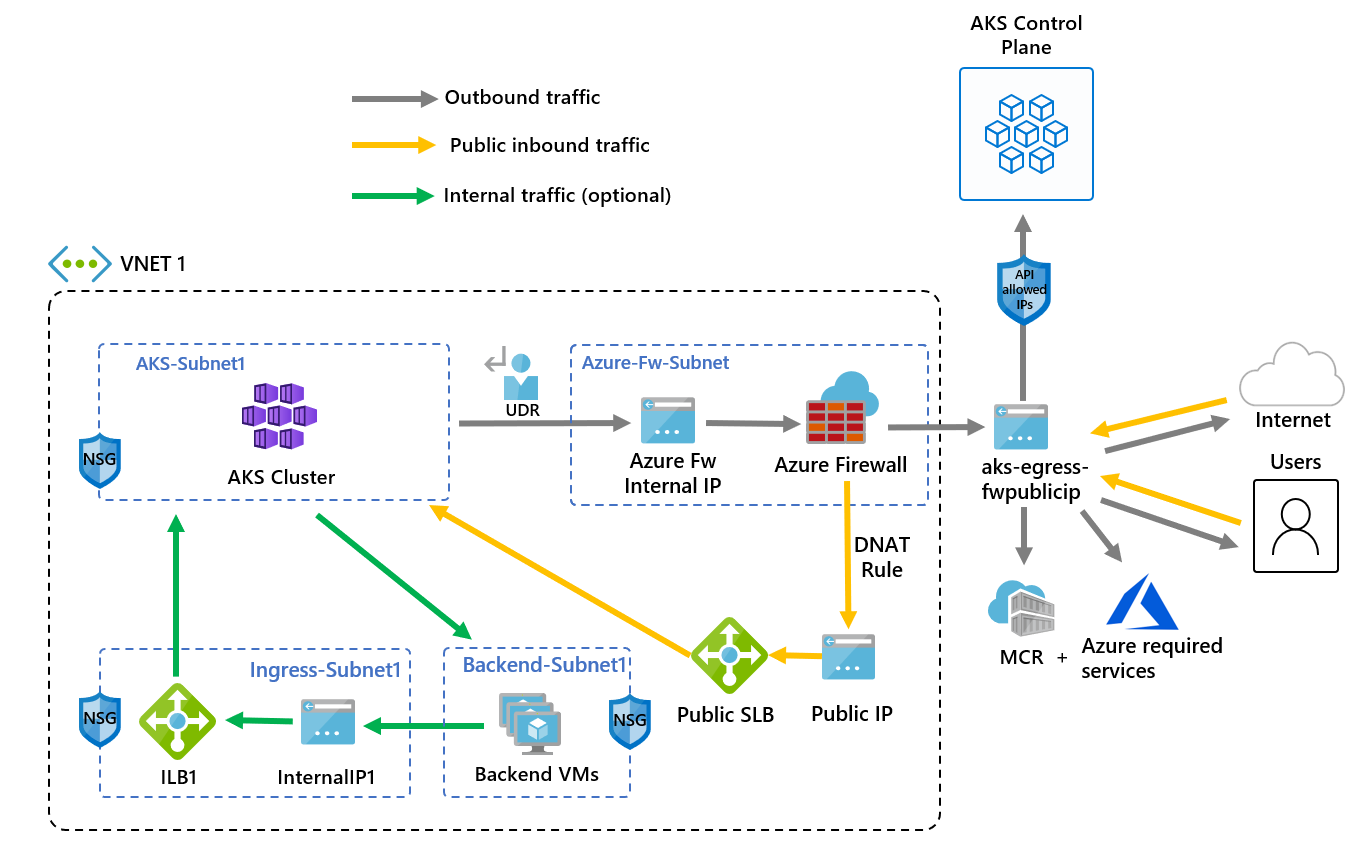 AKS Control
Plane
Outbound traffic
Public inbound traffic
Internal traffic (optional)
VNET 1
API
allowed
IPs
AKS-Subnet1
UDR
Azure-Fw-Subnet
NSG
AKS Cluster
Azure Fw
Internal IP
Azure Firewall
aks-egress-
fwpublicip
Internet
Users
DNAT
Rule
MCR +
Azure required
services
Ingress-Subnet1
Backend-Subnet1
NSG
NSG
Public SLB
Public IP
ILB1
InternalIP1
Backend VMs